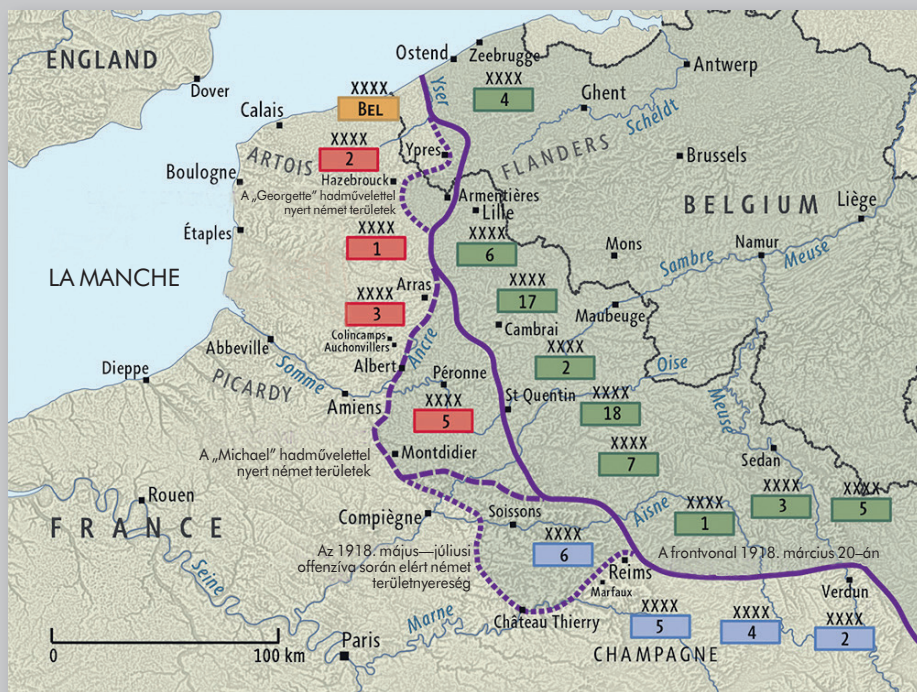 ENGLAND
Dover
Ostend
Zeebrugge
Antwerp
XXXX
4
Ghent
Scheldt
Yser
XXXX
BEL
Calais
XXXX
2
ARTOIS
Ypres
FLANDERS
Brussels
Boulogne
Hazebrouck
A „Georgette” hadművelettel
nyert német területek
Armentières
Lille
BELGIUM
Liège
Étaples
XXXX
1
XXXX
6
Mons
Namur
Sambre
Meuse
LA MANCHE
Arras
XXXX
17
XXXX
3
Maubeuge
Cambrai
Colincamps
Auchonvillers
Ancre
Abbeville
Albert
XXXX
2
Oise
Dieppe
Somme
PICARDY
Péronne
Amiens
XXXX
5
St Quentin
XXXX
18
Meuse
A „Michael” hadművelettel
nyert német területek
Montdidier
XXXX
7
Sedan
Rouen
FRANCE
Compiègne
Soissons
Aisne
XXXX
1
XXXX
3
XXXX
5
Az 1918. május—júliusi
offenzíva során elért német
területnyereség
XXXX
6
A frontvonal 1918. március 20–án
Reims
Marfaux
Verdun
Seine
Marne
Château Thierry
XXXX
5
XXXX
4
XXXX
2
CHAMPAGNE
Paris
0
100 km